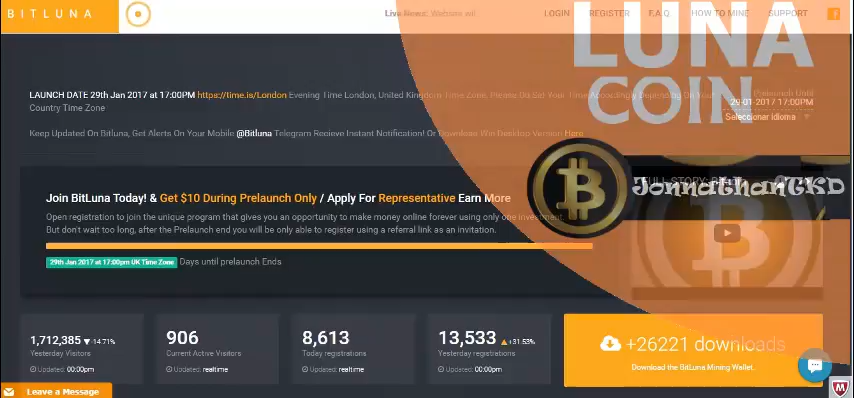 BITLUNA
Live News: Webinars will
LOGIN REGISTER F.A.Q. HOW TO MINE SUPPORT
LUNA
COIN
LAUNCH DATE 29th Jan 2017 at 17:00PM https://time.is/London Evening Time London, United Kingdom Time Zone, Please Do Set Your Time Accordingly Depending On Your
Country Time Zone
Prelaunch Until
29-01-2017 17:00PM
Seleccionar idioma
Keep Updated On Bitluna, Get Alerts On Your Mobile @Bitluna Telegram Recieve Instant Notification! Or Download Win Desktop Version Here
FULL STORY:
JonnathanTKD
Join BitLuna Today! & Get $10 During Prelaunch Only / Apply For Representative Earn More
Open registration to join the unique program that gives you an opportunity to make money online forever using only one investment.
But don't wait too long, after the Prelaunch end you will be only able to register using a referral link as an invitation.
29th Jan 2017 at 17:00pm UK Time Zone Days until prelaunch Ends
1,712,385 ▼ -14.71%
Yesterday Visitors
Updated: 00:00pm
906
Current Active Visitors
Updated: realtime
8,613
Today registrations
Updated: realtime
13,533 ▲ +31.53%
Yesterday registrations
Updated: 00:00pm
+26221 downloads
Download the BitLuna Mining Wallet.
Leave a Message